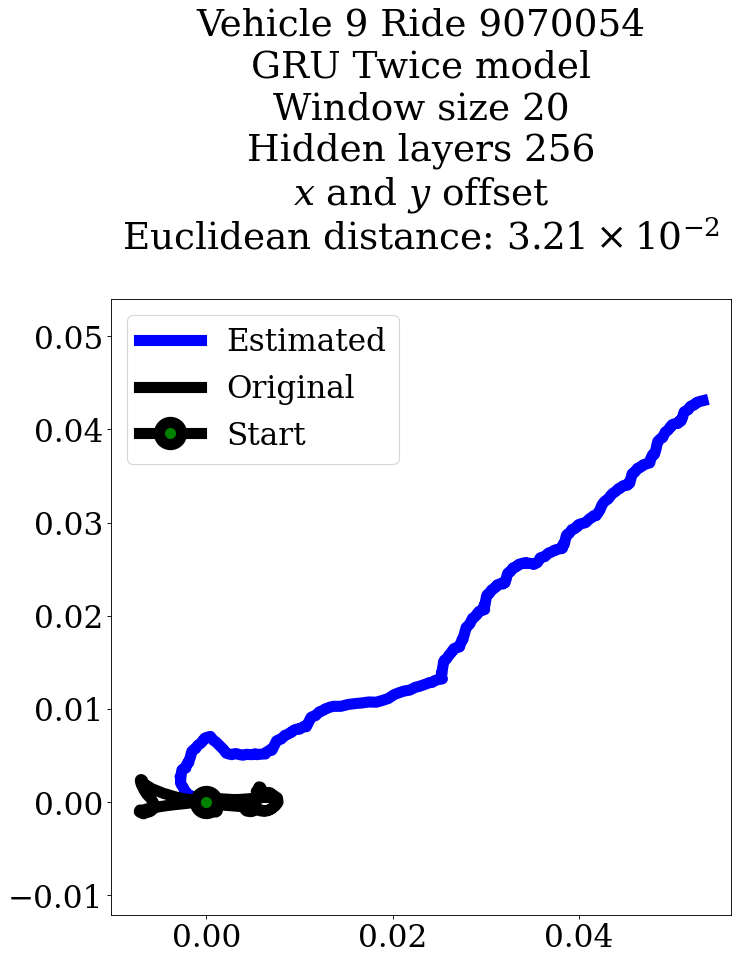 Vehicle 9 Ride 9070054
GRU Twice model
Window size 20
Hidden layers 256
x and y offset
Euclidean distance: 3.21 × 10⁻²
Estimated
Original
Start
0.05
0.04
0.03
0.02
0.01
0.00
−0.01
0.00 0.02 0.04